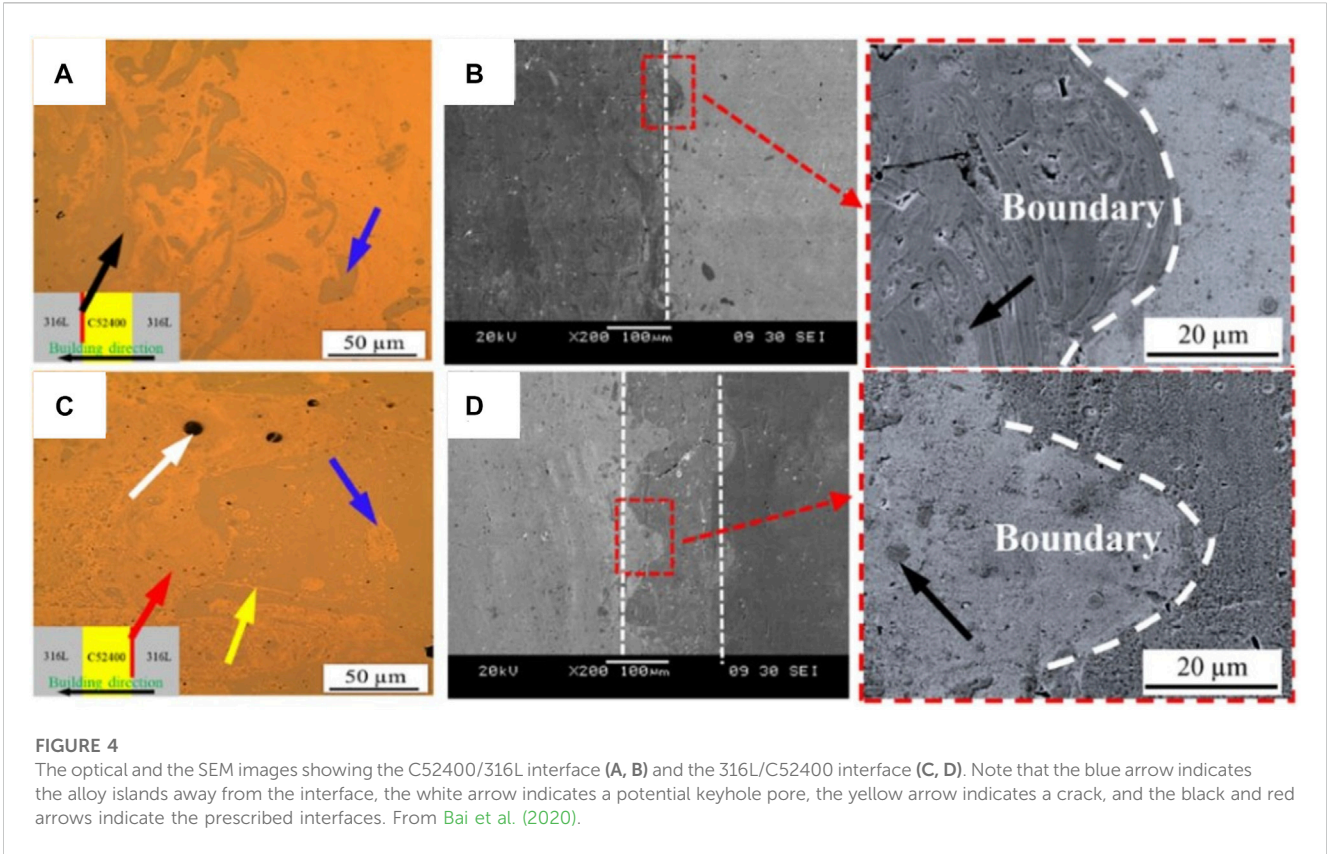 A
316L C52400 316L
Building direction
50 µm
B
20kV X200 100µm 09 30 SEI
Boundary
20 µm
C
316L C52400 316L
Building direction
50 µm
D
20kV X200 100µm 09 30 SEI
Boundary
20 µm
FIGURE 4
The optical and the SEM images showing the C52400/316L interface (A, B) and the 316L/C52400 interface (C, D). Note that the blue arrow indicates
the alloy islands away from the interface, the white arrow indicates a potential keyhole pore, the yellow arrow indicates a crack, and the black and red
arrows indicate the prescribed interfaces. From Bai et al. (2020).